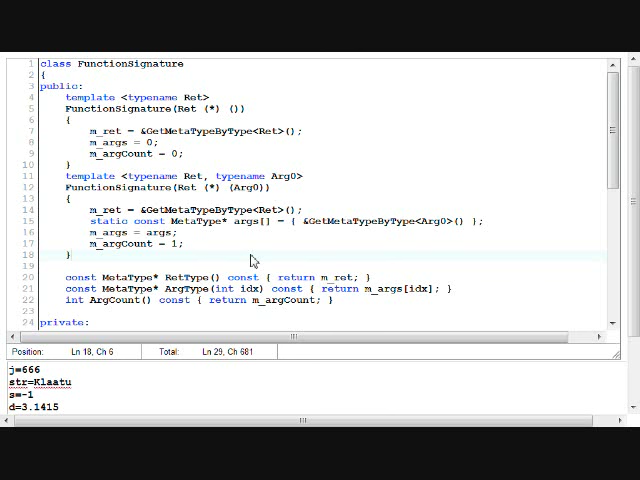 1 class FunctionSignature
2 {
3 public:
4 template <typename Ret>
5 FunctionSignature(Ret (*) ())
6 {
7 m_ret = &GetMetaTypeByType<Ret>();
8 m_args = 0;
9 m_argCount = 0;
10 }
11 template <typename Ret, typename Arg0>
12 FunctionSignature(Ret (*) (Arg0))
13 {
14 m_ret = &GetMetaTypeByType<Ret>();
15 static const MetaType* args[] = { &GetMetaTypeByType<Arg0>() };
16 m_args = args;
17 m_argCount = 1;
18 }
20 const MetaType* RetType() const { return m_ret; }
21 const MetaType* ArgType(int idx) const { return m_args[idx]; }
22 int ArgCount() const { return m_argCount; }
23
24 private:
Position: Ln 18, Ch 6 Total: Ln 29, Ch 681
j=666
str=Klaatu
s=-1
d=3.1415